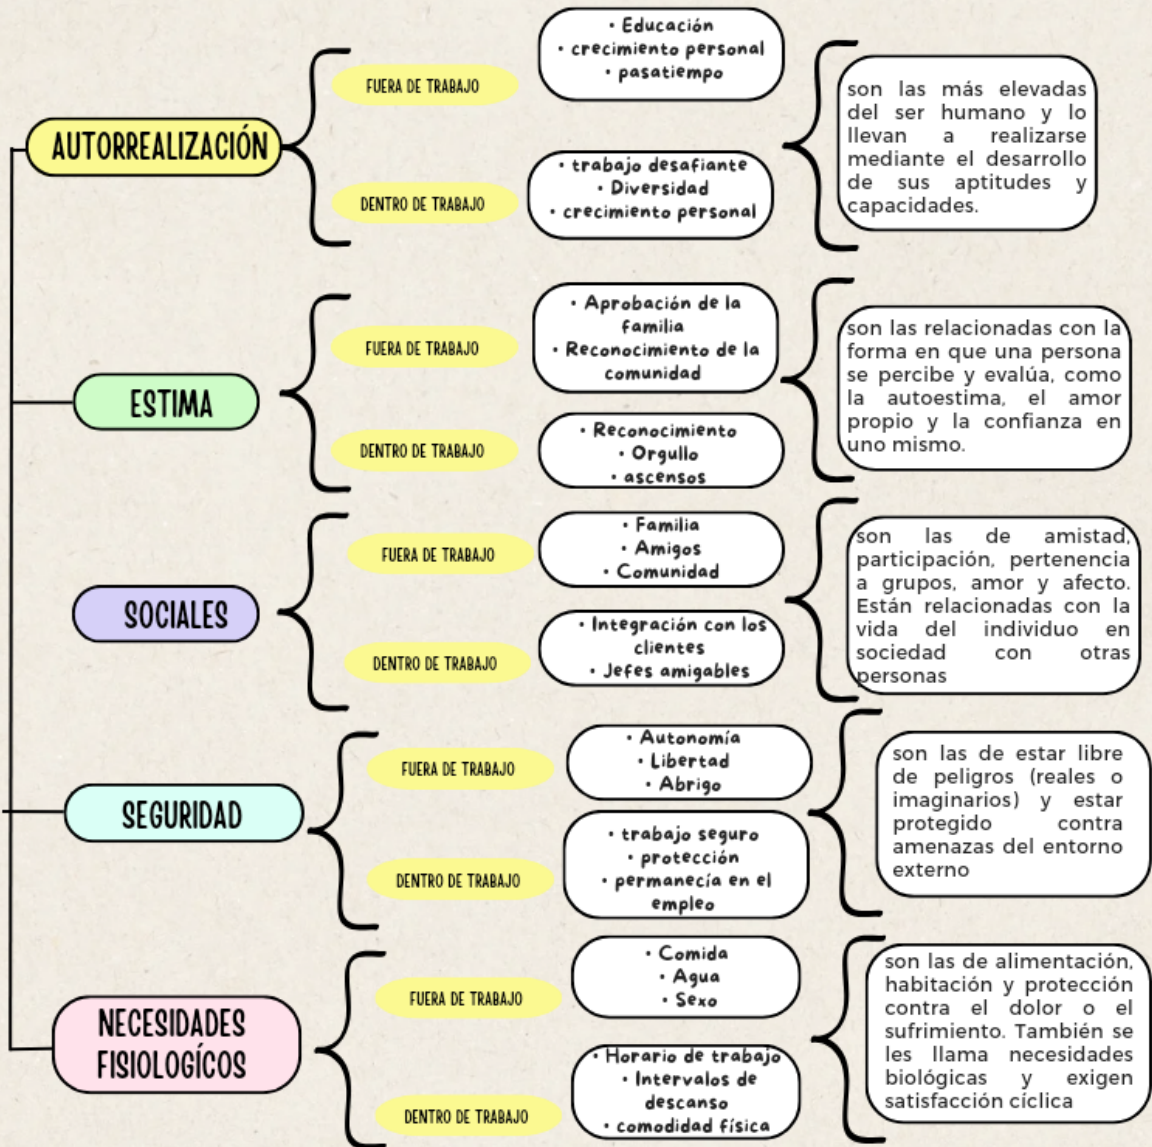 AUTORREALIZACIÓN
FUERA DE TRABAJO
• Educación
• crecimiento personal
• pasatiempo
DENTRO DE TRABAJO
• trabajo desafiante
• Diversidad
• crecimiento personal
son las más elevadas
del ser humano y lo
llevan a realizarse
mediante el desarrollo
de sus aptitudes y
capacidades.
ESTIMA
FUERA DE TRABAJO
• Aprobación de la
familia
• Reconocimiento de la
comunidad
DENTRO DE TRABAJO
• Reconocimiento
• Orgullo
• ascensos
son las relacionadas con la
forma en que una persona
se percibe y evalúa, como
la autoestima, el amor
propio y la confianza en
uno mismo.
SOCIALES
FUERA DE TRABAJO
• Familia
• Amigos
• Comunidad
DENTRO DE TRABAJO
• Integración con los
clientes
• Jefes amigables
son las de amistad,
participación, pertenencia
a grupos, amor y afecto.
Están relacionadas con la
vida del individuo en
sociedad con otras
personas
SEGURIDAD
FUERA DE TRABAJO
• Autonomía
• Libertad
• Abrigo
DENTRO DE TRABAJO
• trabajo seguro
• protección
• permanecía en el
empleo
son las de estar libre
de peligros (reales o
imaginarios) y estar
protegido contra
amenazas del entorno
externo
NECESIDADES
FISIOLOGÍCOS
FUERA DE TRABAJO
• Comida
• Agua
• Sexo
DENTRO DE TRABAJO
• Horario de trabajo
• Intervalos de
descanso
• comodidad física
son las de alimentación,
habitación y protección
contra el dolor o el
sufrimiento. También se
les llama necesidades
biológicas y exigen
satisfacción cíclica